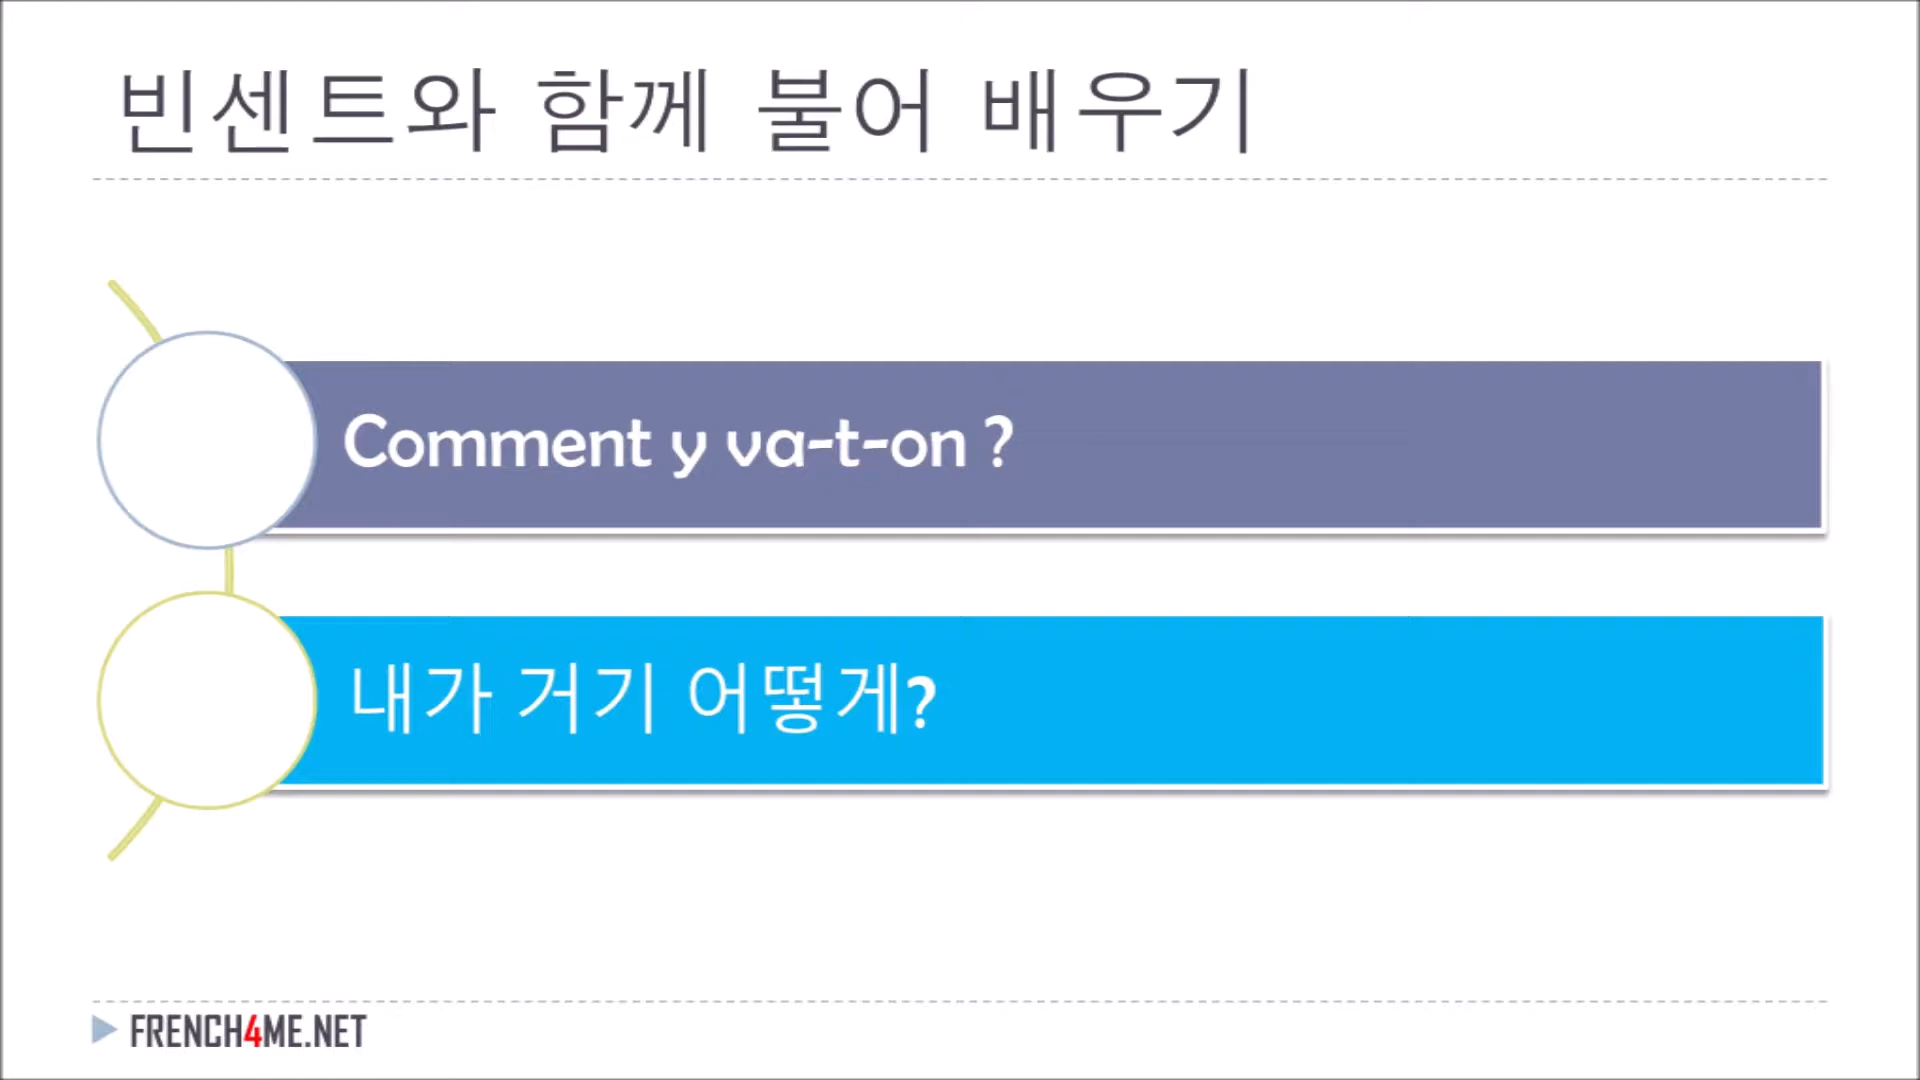 빈센트와 함께 불어 배우기
Comment y va-t-on ?
내가 거기 어떻게?
FRENCH4ME.NET